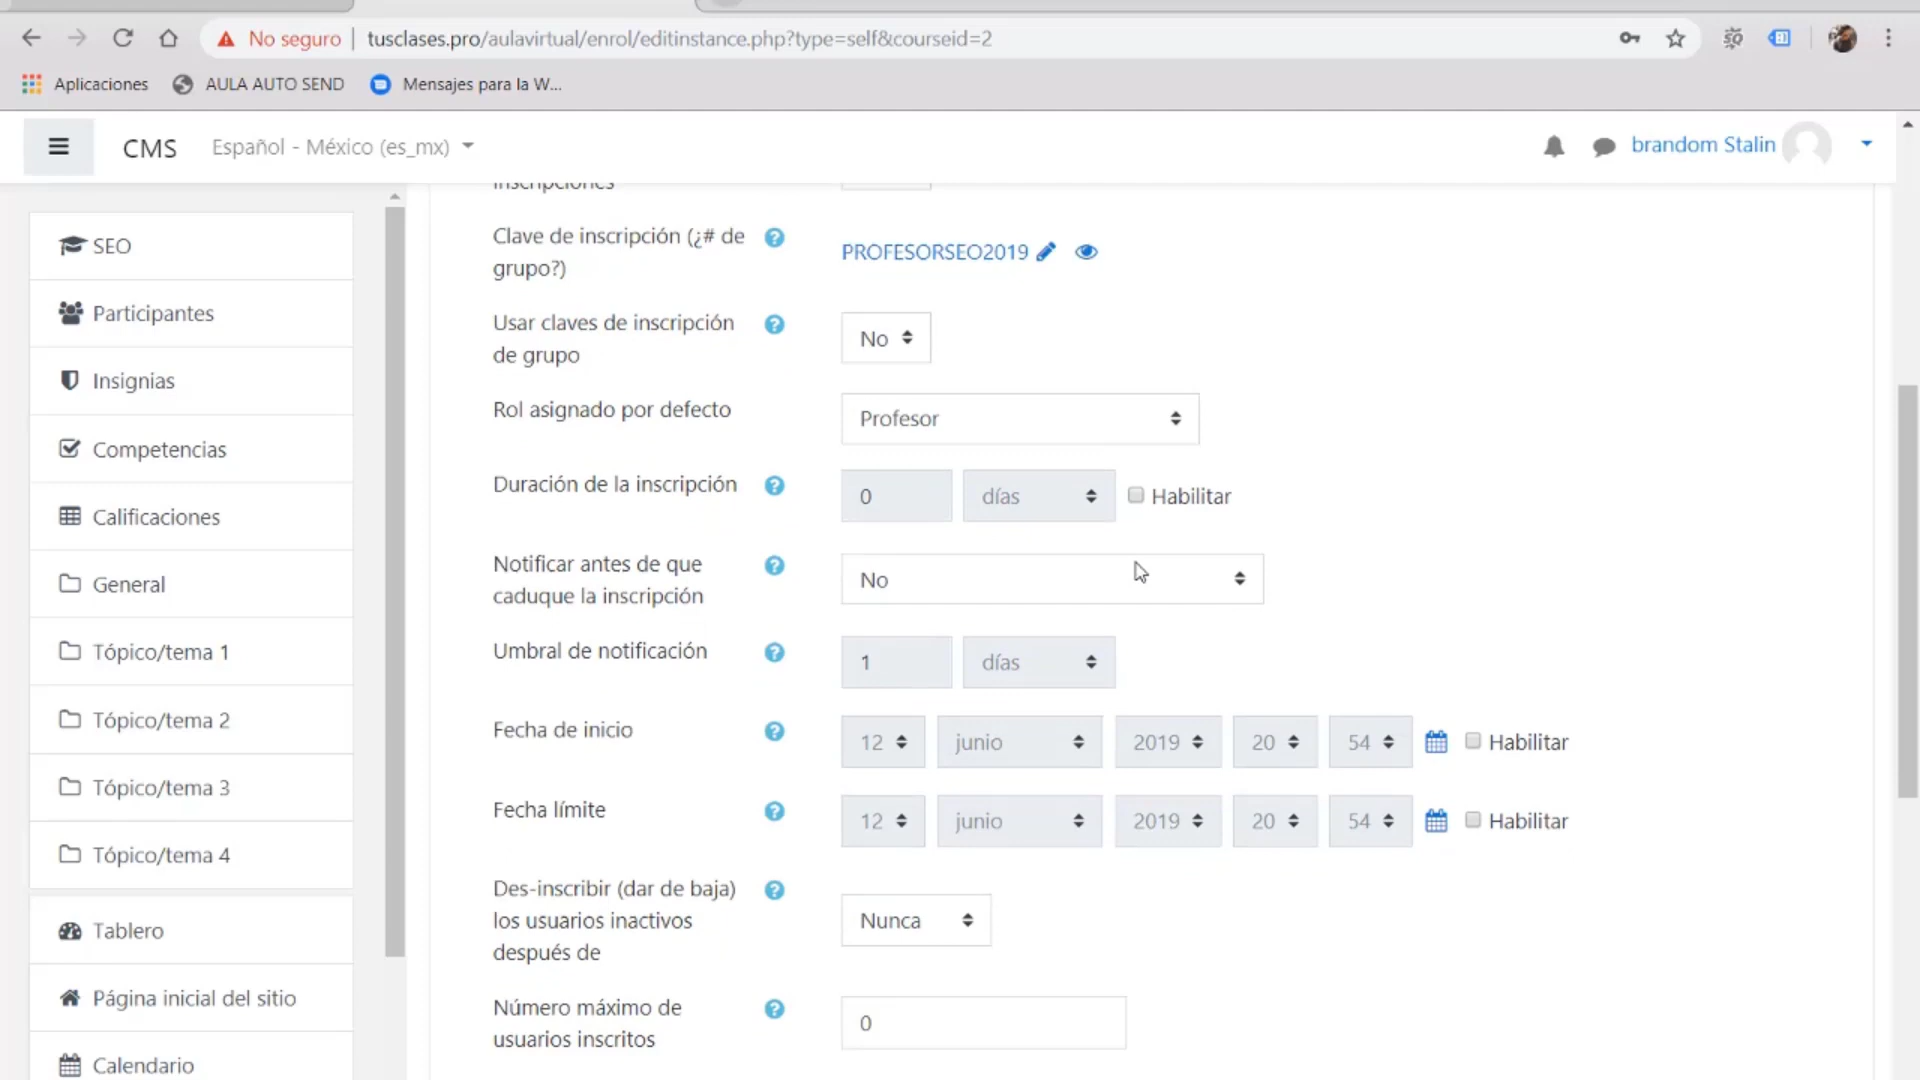 No seguro | tusclases.pro/aulavirtual/enrol/editinstance.php?type=self&courseid=2
Aplicaciones AULA AUTO SEND Mensajes para la W...
CMS Español - México (es_mx) brandom Stalin
inscripciones
SEO
Participantes
Insignias
Competencias
Calificaciones
General
Tópico/tema 1
Tópico/tema 2
Tópico/tema 3
Tópico/tema 4
Tablero
Página inicial del sitio
Calendario
Clave de inscripción (¿# de
grupo?)
PROFESORSEO2019
Usar claves de inscripción
de grupo
No
Rol asignado por defecto
Profesor
Duración de la inscripción
0 días Habilitar
Notificar antes de que
caduque la inscripción
No
Umbral de notificación
1 días
Fecha de inicio
12 junio 2019 20 54 Habilitar
Fecha límite
12 junio 2019 20 54 Habilitar
Des-inscribir (dar de baja)
los usuarios inactivos
después de
Nunca
Número máximo de
usuarios inscritos
0